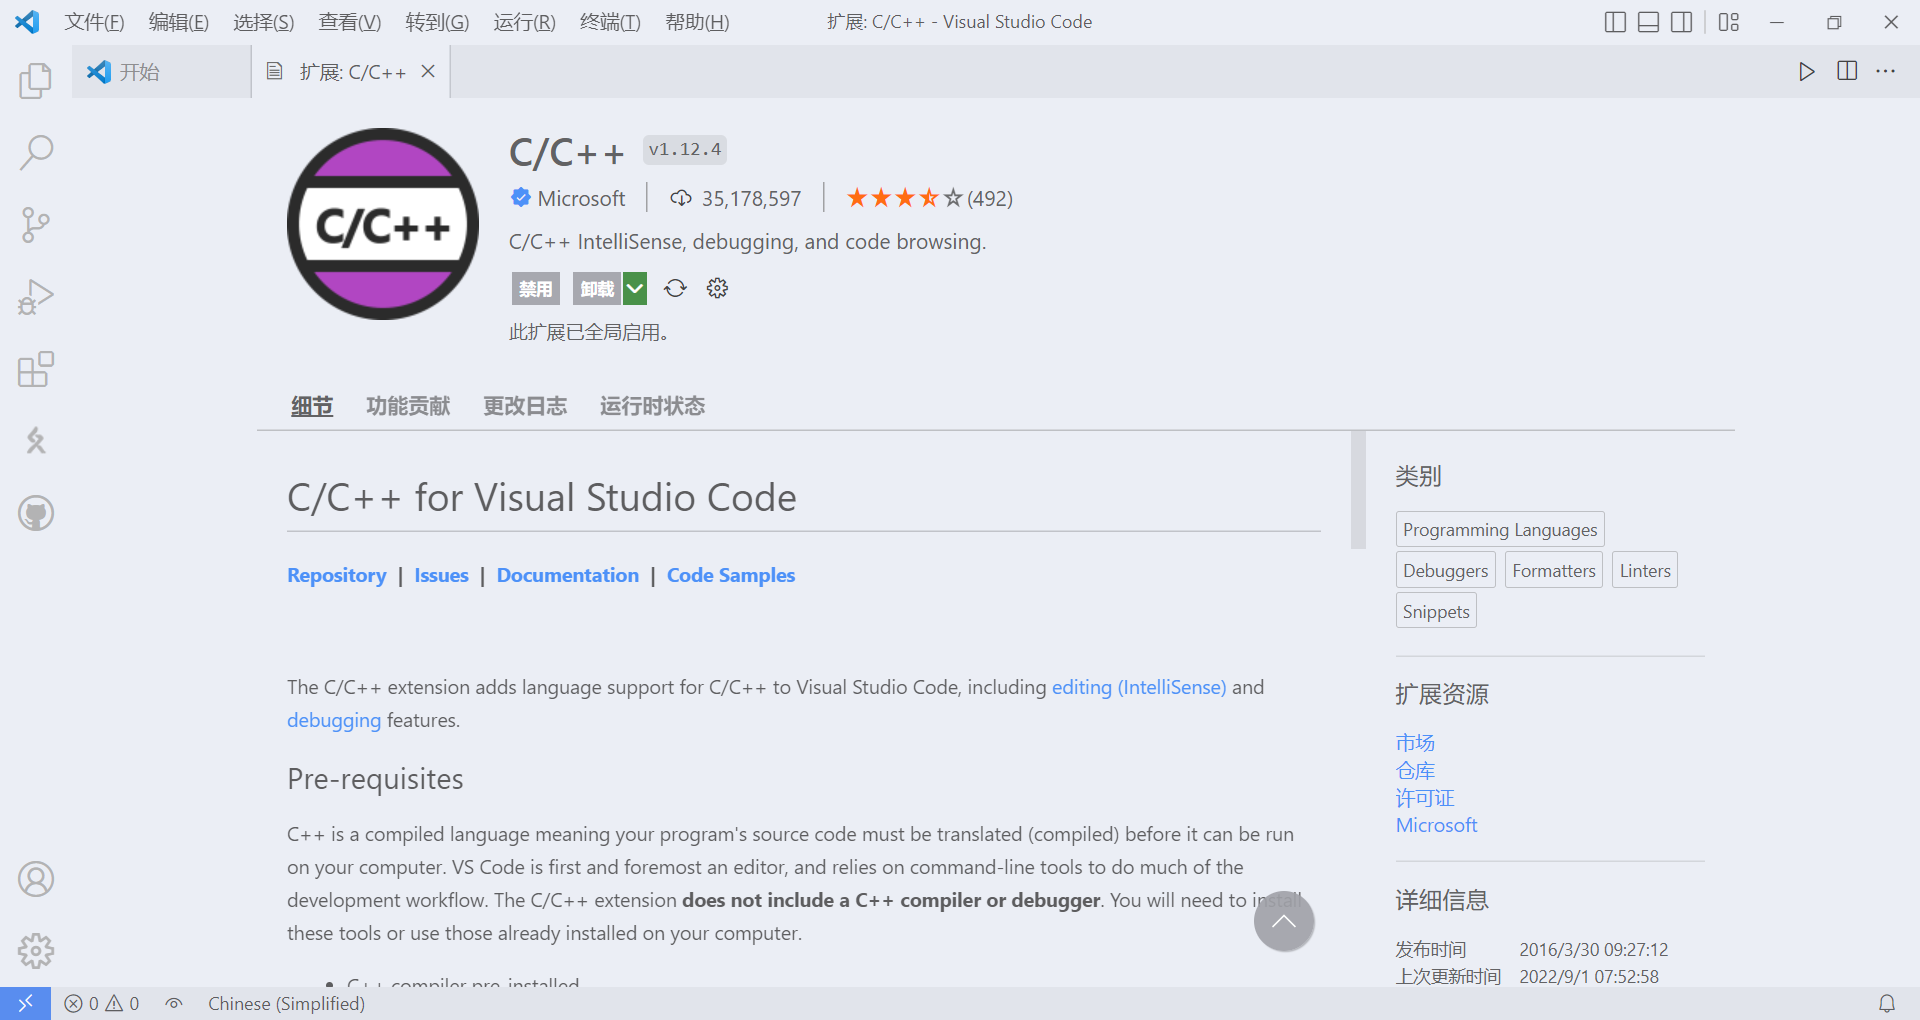 文件(F) 编辑(E) 选择(S) 查看(V) 转到(G) 运行(R) 终端(T) 帮助(H) 扩展: C/C++ - Visual Studio Code
开始 扩展: C/C++
C/C++ v1.12.4
C/C++
Microsoft 35,178,597 (492)
C/C++ IntelliSense, debugging, and code browsing.
禁用 卸载
此扩展已全局启用。
细节 功能贡献 更改日志 运行时状态
C/C++ for Visual Studio Code
Repository | Issues | Documentation | Code Samples
The C/C++ extension adds language support for C/C++ to Visual Studio Code, including editing (IntelliSense) and
debugging features.
Pre-requisites
C++ is a compiled language meaning your program's source code must be translated (compiled) before it can be run
on your computer. VS Code is first and foremost an editor, and relies on command-line tools to do much of the
development workflow. The C/C++ extension does not include a C++ compiler or debugger. You will need to install
these tools or use those already installed on your computer.
C++ compiler pre-installed
类别
Programming Languages
Debuggers Formatters Linters
Snippets
扩展资源
市场
仓库
许可证
Microsoft
详细信息
发布时间 2016/3/30 09:27:12
上次更新时间 2022/9/1 07:52:58
0 0 Chinese (Simplified)